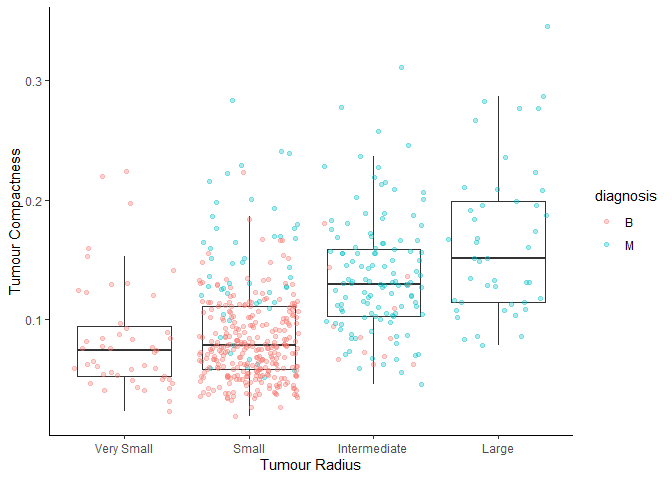 Tumour Compactness
0.3
0.2
0.1
Very Small
Small
Intermediate
Large
Tumour Radius
diagnosis
B
M